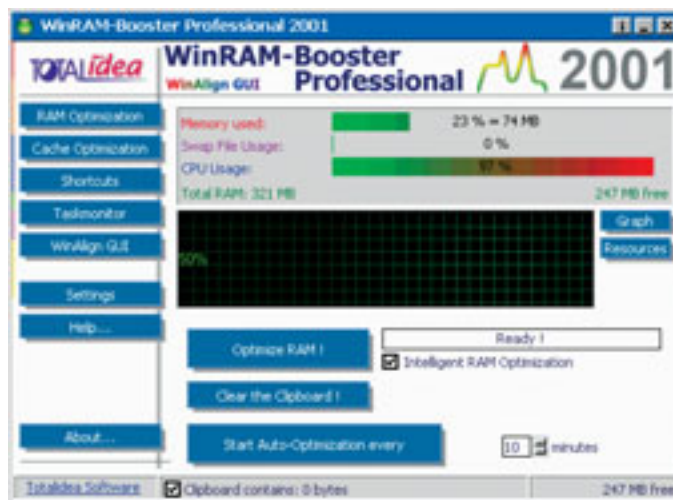 WinRAM-Booster Professional 2001
TOTALidea
WinRAM-Booster
WinAlign GUI Professional 2001
RAM Optimization
Cache Optimization
Shortcuts
Taskmonitor
WinAlign GUI
Settings
Help...
About...
Memory used: 23 % = 74 MB
Swap File Usage: 0 %
CPU Usage: 97 %
Total RAM: 321 MB 247 MB free
50%
Graph
Resources
Optimize RAM !
Ready !
Intelligent RAM Optimization
Clear the Clipboard !
Start Auto-Optimization every 10 minutes
Totalidea Software Clipboard contains: 0 bytes 247 MB free